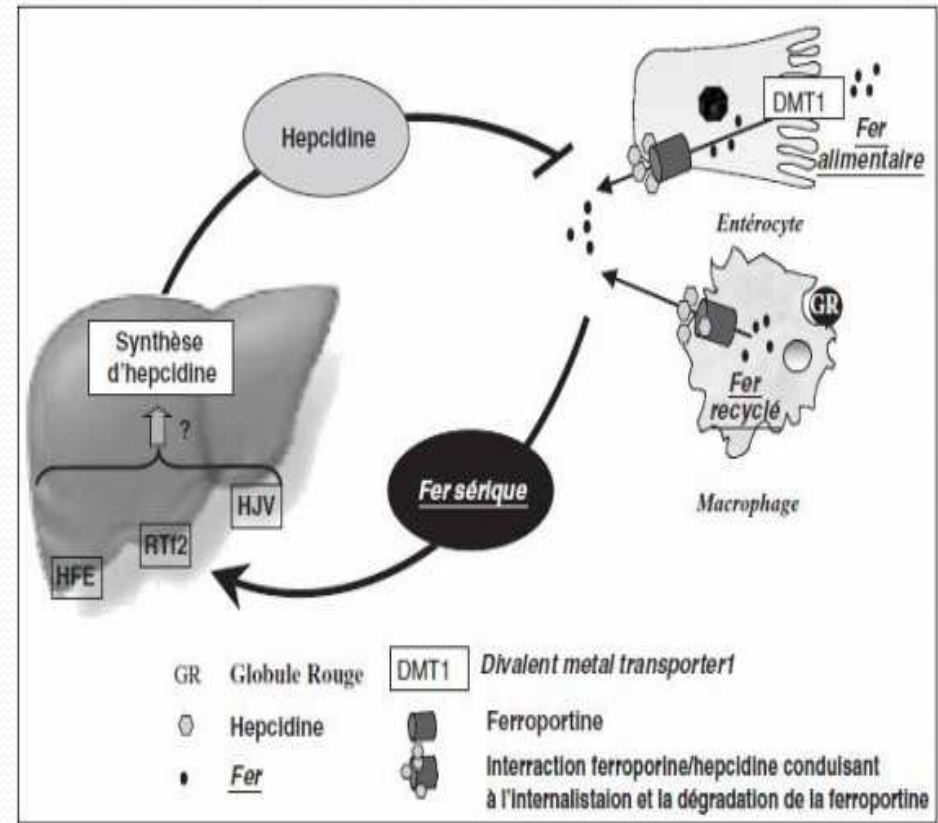 Hepcidine
DMT1
Fer
alimentaire
Entérocyte
GR
Fer
recyclé
Macrophage
Synthèse
d'hepcidine
?
HJV
RTf2
HFE
Fer sérique
GR Globule Rouge
Hepcidine
Fer
DMT1 Divalent metal transporter1
Ferroportine
Interraction ferroporine/hepcidine conduisant
à l'internalistaion et la dégradation de la ferroportine